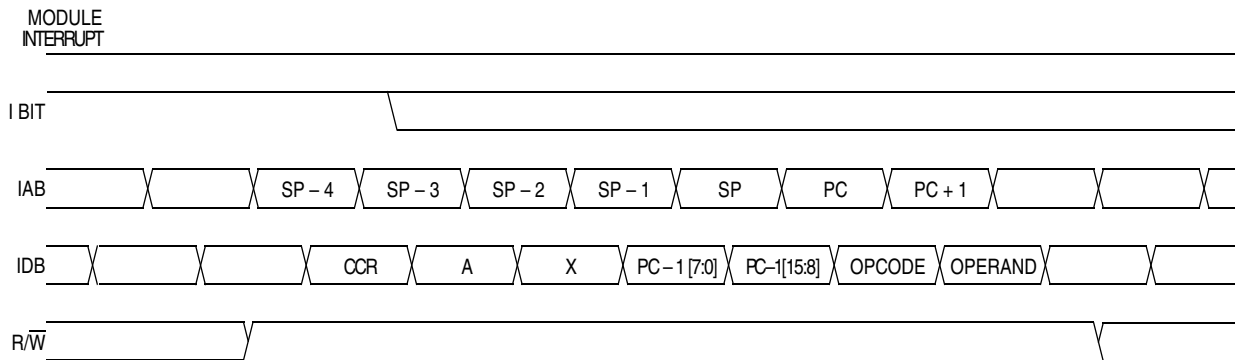 MODULE
INTERRUPT
I BIT
IAB SP – 4 SP – 3 SP – 2 SP – 1 SP PC PC + 1
IDB CCR A X PC – 1 [7:0] PC–1[15:8] OPCODE OPERAND
R/W̅